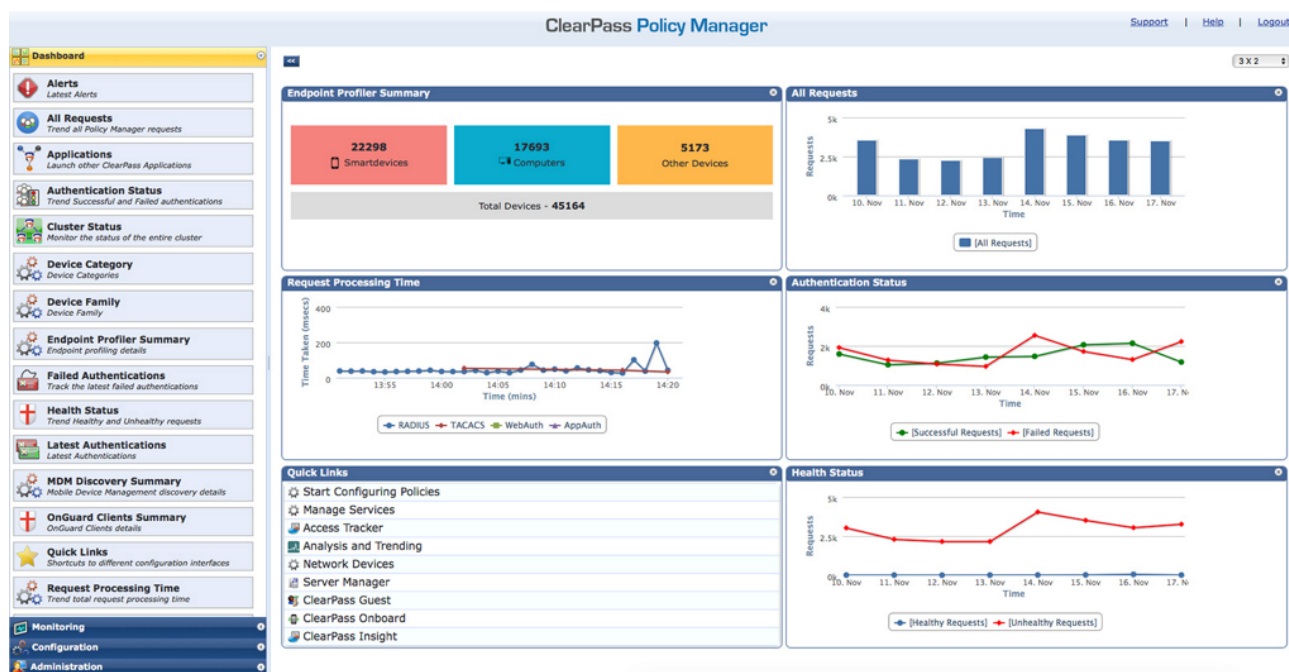 ClearPass Policy Manager
Support | Help | Logout
Dashboard
Alerts
Latest Alerts
All Requests
Trend all Policy Manager requests
Applications
Launch other ClearPass Applications
Authentication Status
Trend Successful and Failed authentications
Cluster Status
Monitor the status of the entire cluster
Device Category
Device Categories
Device Family
Device Family
Endpoint Profiler Summary
Endpoint profiling details
Failed Authentications
Track the latest failed authentications
Health Status
Trend Healthy and Unhealthy requests
Latest Authentications
Latest Authentications
MDM Discovery Summary
Mobile Device Management discovery details
OnGuard Clients Summary
OnGuard Clients details
Quick Links
Shortcuts to different configuration interfaces
Request Processing Time
Trend total request processing time
Monitoring
Configuration
Administration
<<
3 X 2
Endpoint Profiler Summary
22298
Smartdevices
17693
Computers
5173
Other Devices
Total Devices - 45164
All Requests
Requests
5k
2.5k
0k
10. Nov 11. Nov 12. Nov 13. Nov 14. Nov 15. Nov 16. Nov 17. Nov
Time
[All Requests]
Request Processing Time
Time Taken (msecs)
400
200
0
13:55 14:00 14:05 14:10 14:15 14:20
Time (mins)
RADIUS TACACS WebAuth AppAuth
Authentication Status
Requests
4k
2k
0k
10. Nov 11. Nov 12. Nov 13. Nov 14. Nov 15. Nov 16. Nov 17. N
Time
[Successful Requests] [Failed Requests]
Quick Links
Start Configuring Policies
Manage Services
Access Tracker
Analysis and Trending
Network Devices
Server Manager
ClearPass Guest
ClearPass Onboard
ClearPass Insight
Health Status
Requests
5k
2.5k
0k
10. Nov 11. Nov 12. Nov 13. Nov 14. Nov 15. Nov 16. Nov 17. N
Time
[Healthy Requests] [Unhealthy Requests]